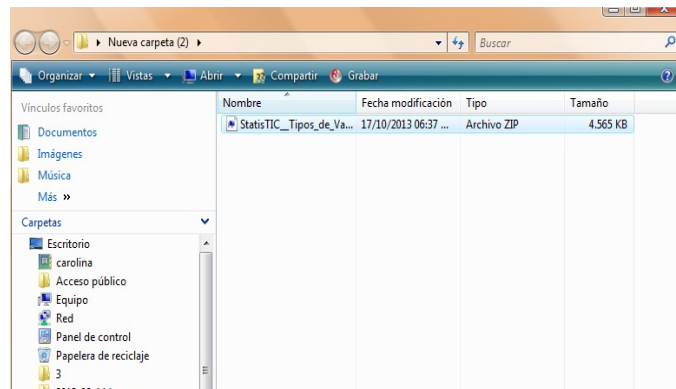 Nueva carpeta (2)
Buscar
Organizar Vistas Abrir Compartir Grabar
Vínculos favoritos
Documentos
Imágenes
Música
Más »
Carpetas
Escritorio
carolina
Acceso público
Equipo
Red
Panel de control
Papelera de reciclaje
3
Nombre Fecha modificación Tipo Tamaño
StatisTIC__Tipos_de_Va... 17/10/2013 06:37 ... Archivo ZIP 4.565 KB